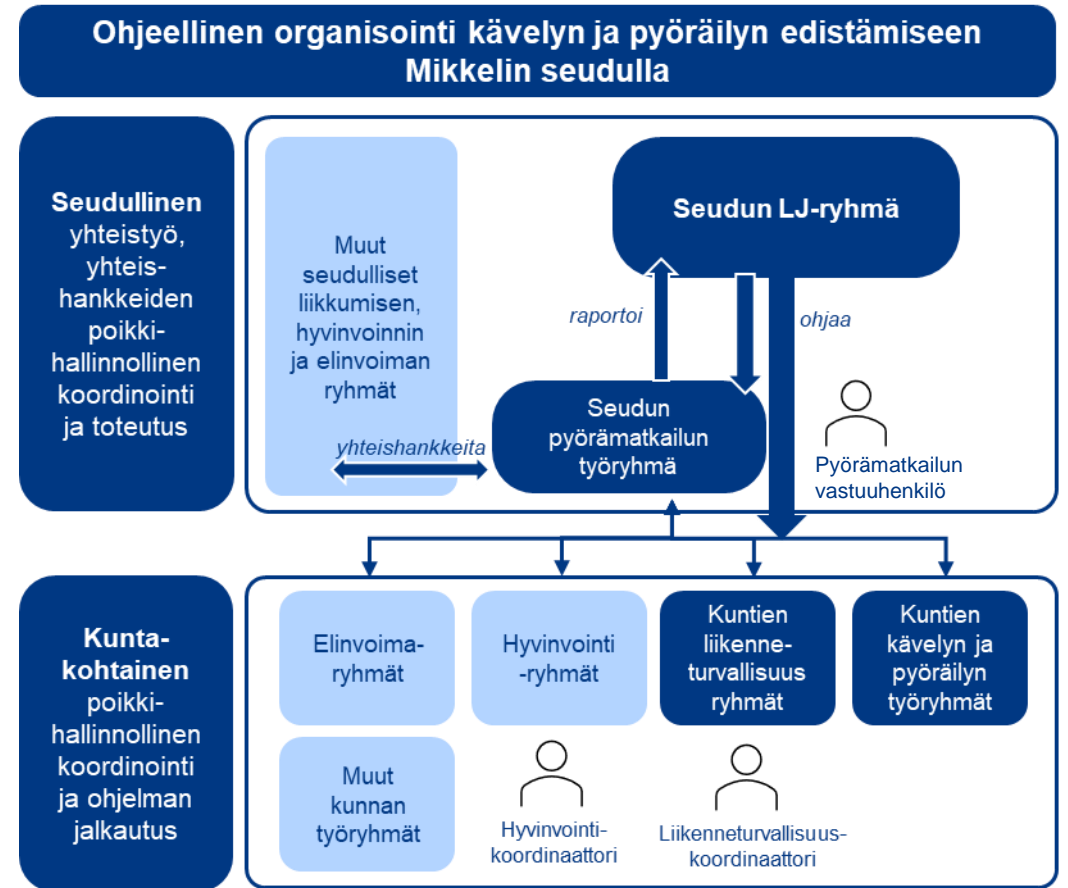 Ohjeellinen organisointi kävelyn ja pyöräilyn edistämiseen
Mikkelin seudulla
Seudullinen
yhteistyö,
yhteis-
hankkeiden
poikki-
hallinnollinen
koordinointi
ja toteutus
Muut
seudulliset
liikkumisen,
hyvinvoinnin
ja elinvoiman
ryhmät
Seudun LJ-ryhmä
raportoi
ohjaa
Seudun
pyörämatkailun
työryhmä
yhteishankkeita
Pyörämatkailun
vastuuhenkilö
Kunta-
kohtainen
poikki-
hallinnollinen
koordinointi
ja ohjelman
jalkautus
Elinvoima-
ryhmät
Hyvinvointi
-ryhmät
Kuntien
liikenne-
turvallisuus
ryhmät
Kuntien
kävelyn ja
pyöräilyn
työryhmät
Muut
kunnan
työryhmät
Hyvinvointi-
koordinaattori
Liikenneturvallisuus-
koordinaattori